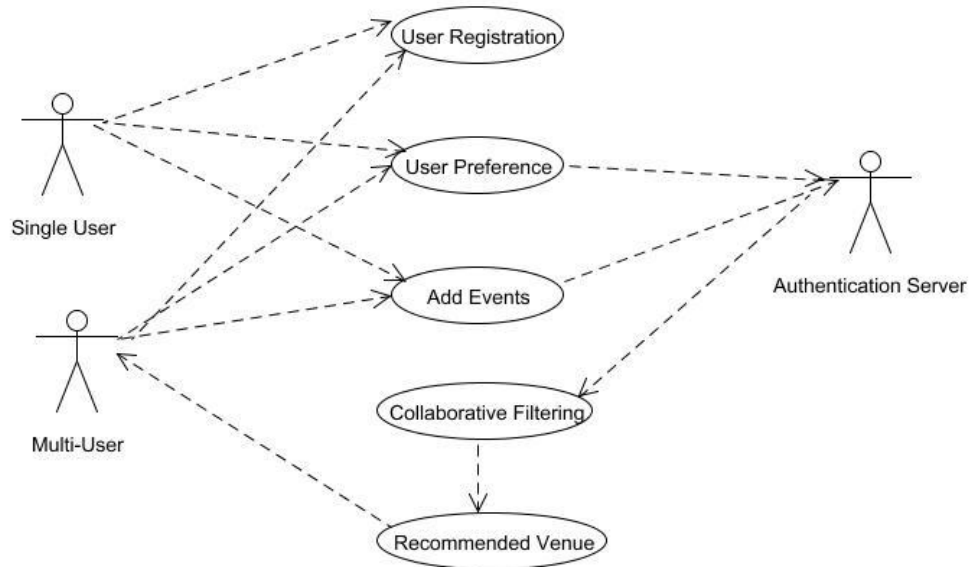 User Registration
User Preference
Single User
Authentication Server
Add Events
Collaborative Filtering
Multi-User
Recommended Venue